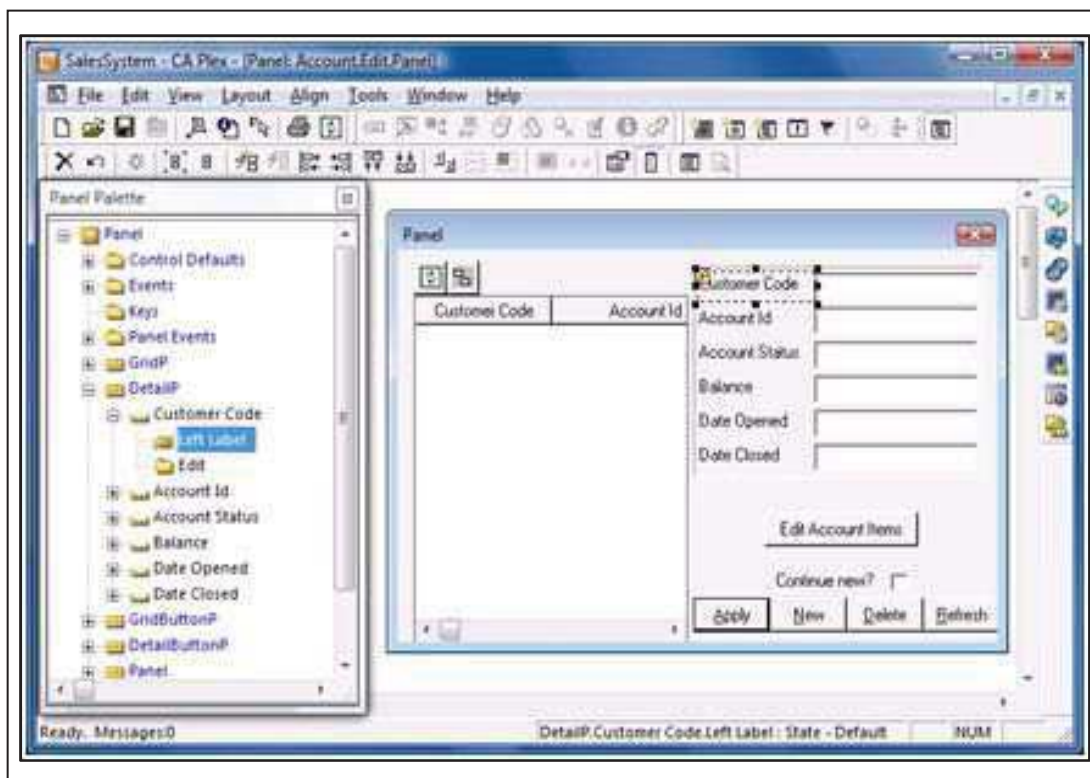 SalesSystem - CA Plex - [Panel: Account.Edit.Panel]
File Edit View Layout Align Tools Window Help
Panel Palette
Panel
Control Defaults
Events
Keys
Panel Events
GridP
DetailP
Customer Code
Left Label
Edit
Account Id
Account Status
Balance
Date Opened
Date Closed
GridButtonP
DetailButtonP
Panel
Panel
Customer Code Account Id
Customer Code
Account Id
Account Status
Balance
Date Opened
Date Closed
Edit Account Items
Continue new?
Apply New Delete Refresh
Ready. Messages:0 DetailP.Customer Code.Left Label : State - Default NUM